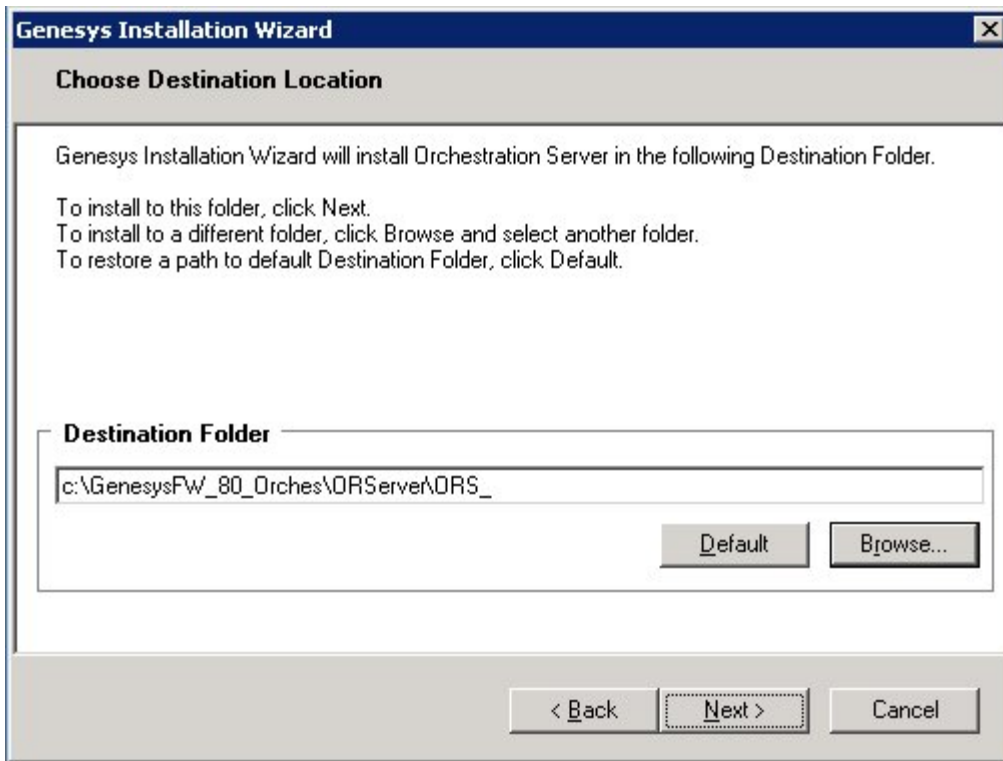 Genesys Installation Wizard
Choose Destination Location
Genesys Installation Wizard will install Orchestration Server in the following Destination Folder.
To install to this folder, click Next.
To install to a different folder, click Browse and select another folder.
To restore a path to default Destination Folder, click Default.
Destination Folder
c:\GenesysFW_80_Orches\ORServer\ORS_
Default
Browse...
< Back
Next >
Cancel